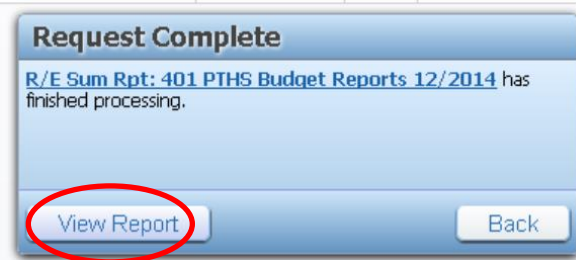 Request Complete
R/E Sum Rpt: 401 PTHS Budget Reports 12/2014 has
finished processing.
View Report
Back